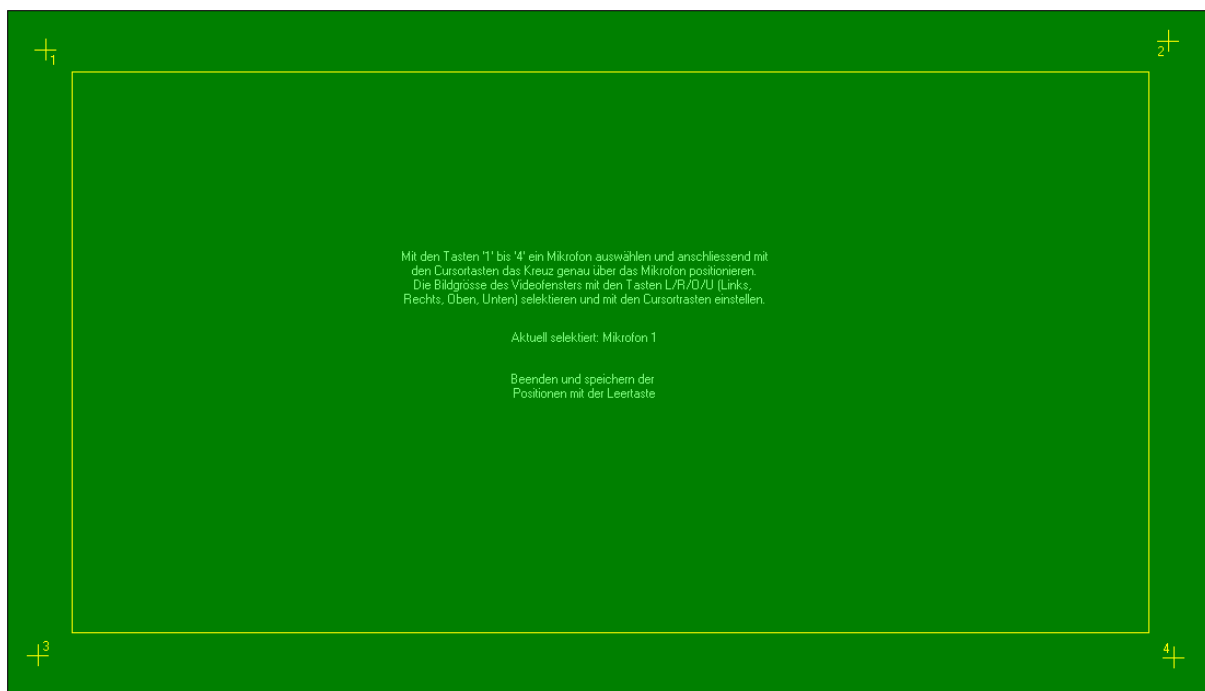 1
2
Mit den Tasten '1' bis '4' ein Mikrofon auswählen und anschliessend mit
den Cursortasten das Kreuz genau über das Mikrofon positionieren.
Die Bildgrösse des Videofensters mit den Tasten L/R/O/U (Links,
Rechts, Oben, Unten) selektieren und mit den Cursortrasten einstellen.
Aktuell selektiert: Mikrofon 1
Beenden und speichern der
Positionen mit der Leertaste
3
4